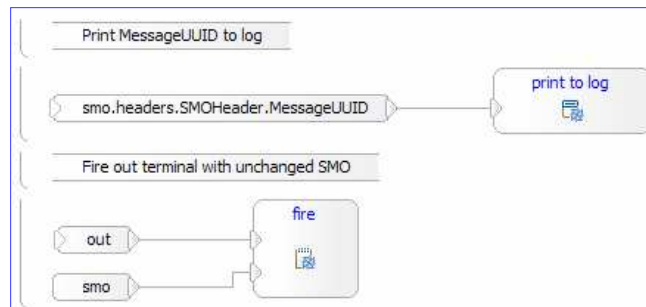 Print MessageUUID to log
print to log
smo.headers.SMOHeader.MessageUUID
Fire out terminal with unchanged SMO
fire
out
smo